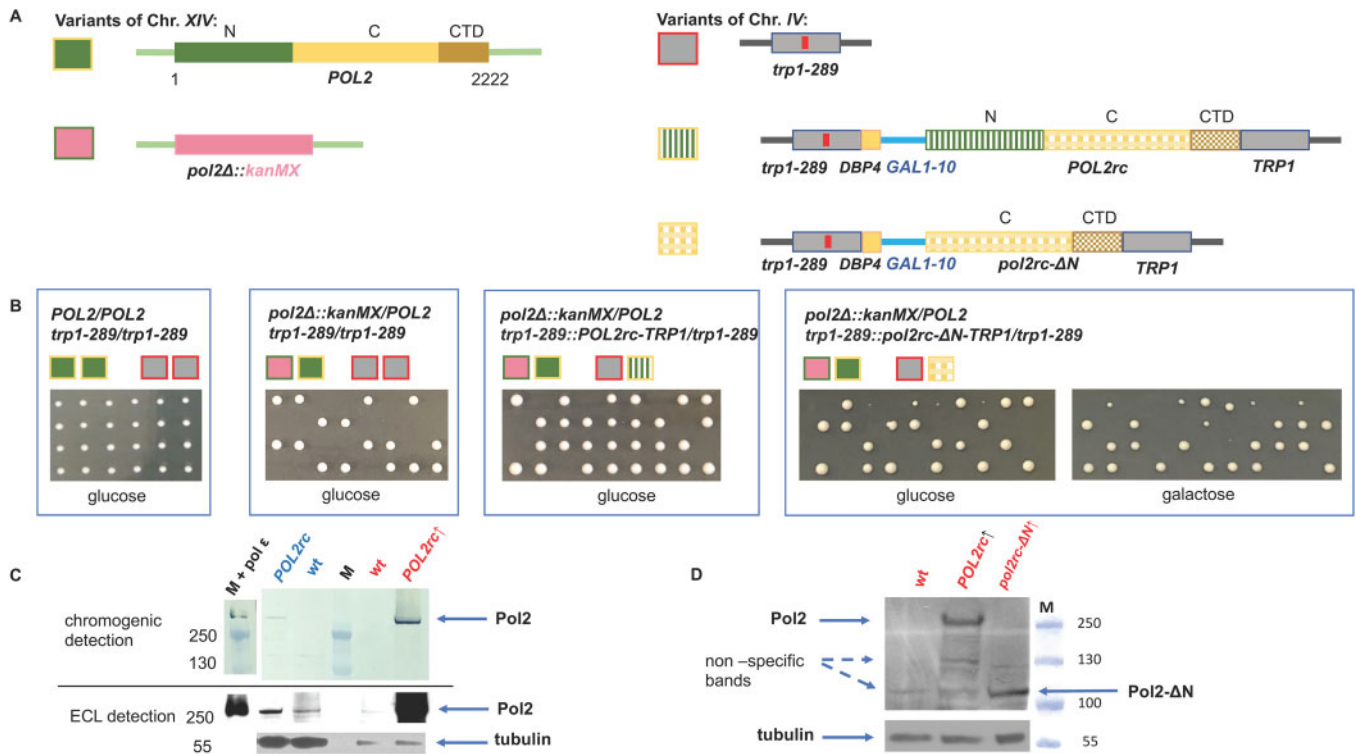 A
Variants of Chr. XIV:
N C CTD
POL2
1 2222
pol2Δ::kanMX
Variants of Chr. IV:
trp1-289
N C CTD
trp1-289 DBP4 GAL1-10 POL2rc TRP1
C CTD
trp1-289 DBP4 GAL1-10 pol2rc-ΔN TRP1
B
POL2/POL2
trp1-289/trp1-289
glucose
pol2Δ::kanMX/POL2
trp1-289/trp1-289
glucose
pol2Δ::kanMX/POL2
trp1-289::POL2rc-TRP1/trp1-289
glucose
pol2Δ::kanMX/POL2
trp1-289::pol2rc-ΔN-TRP1/trp1-289
glucose
galactose
C
M + pol ε
POL2rc
wt
M
wt
POL2rc↑
chromogenic
detection
250
130
Pol2
ECL detection
250
Pol2
55
tubulin
D
wt
POL2rc↑
pol2rc-ΔN↑
M
Pol2
250
non –specific
bands
130
100
Pol2-ΔN
tubulin
55